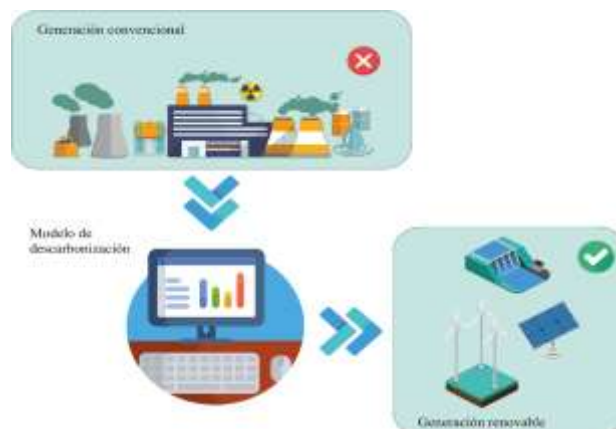 Generación convencional
Modelo de
descarbonización
Generación renovable